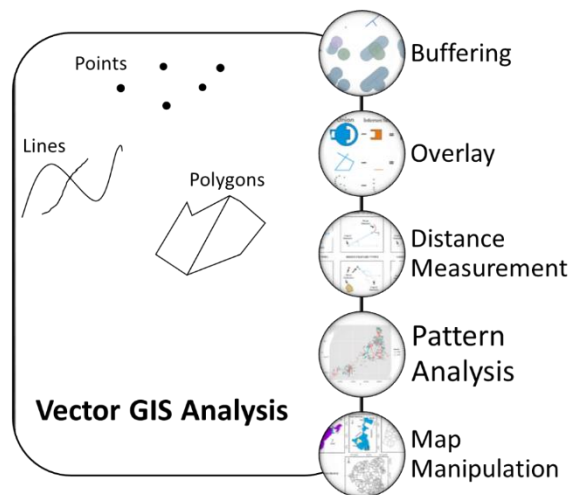 Points
Lines
Polygons
Vector GIS Analysis
Buffering
Overlay
Distance
Measurement
Pattern
Analysis
Map
Manipulation